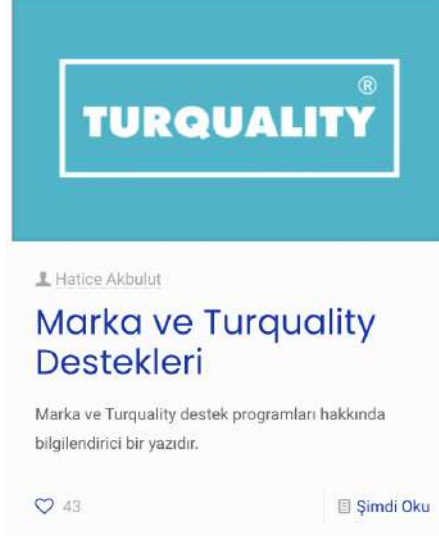 TURQUALITY®
Hatice Akbulut
Marka ve Turquality
Destekleri
Marka ve Turquality destek programları hakkında
bilgilendirici bir yazıdır.
43
Şimdi Oku